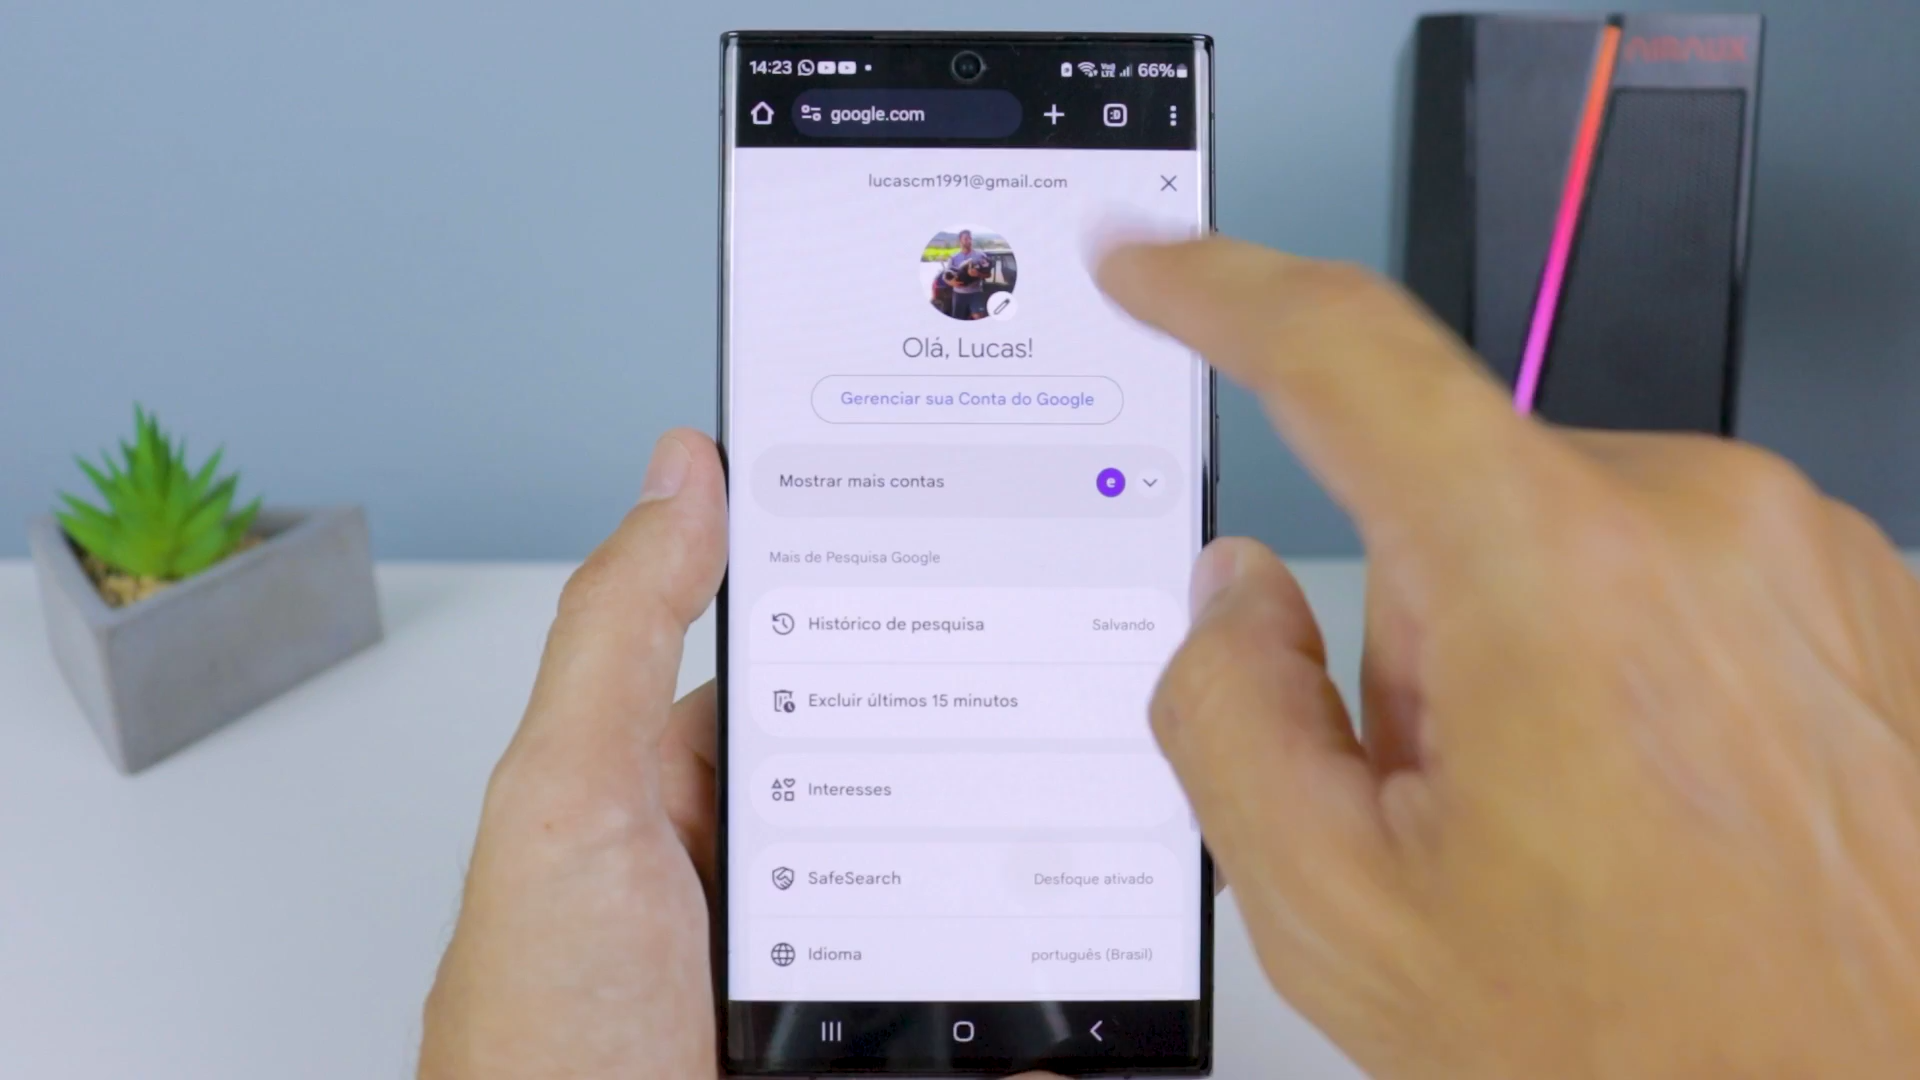 14:23
66%
google.com
lucascm1991@gmail.com
Olá, Lucas!
Gerenciar sua Conta do Google
Mostrar mais contas
e
Mais de Pesquisa Google
Histórico de pesquisa
Salvando
Excluir últimos 15 minutos
Interesses
SafeSearch
Desfoque ativado
Idioma
português (Brasil)